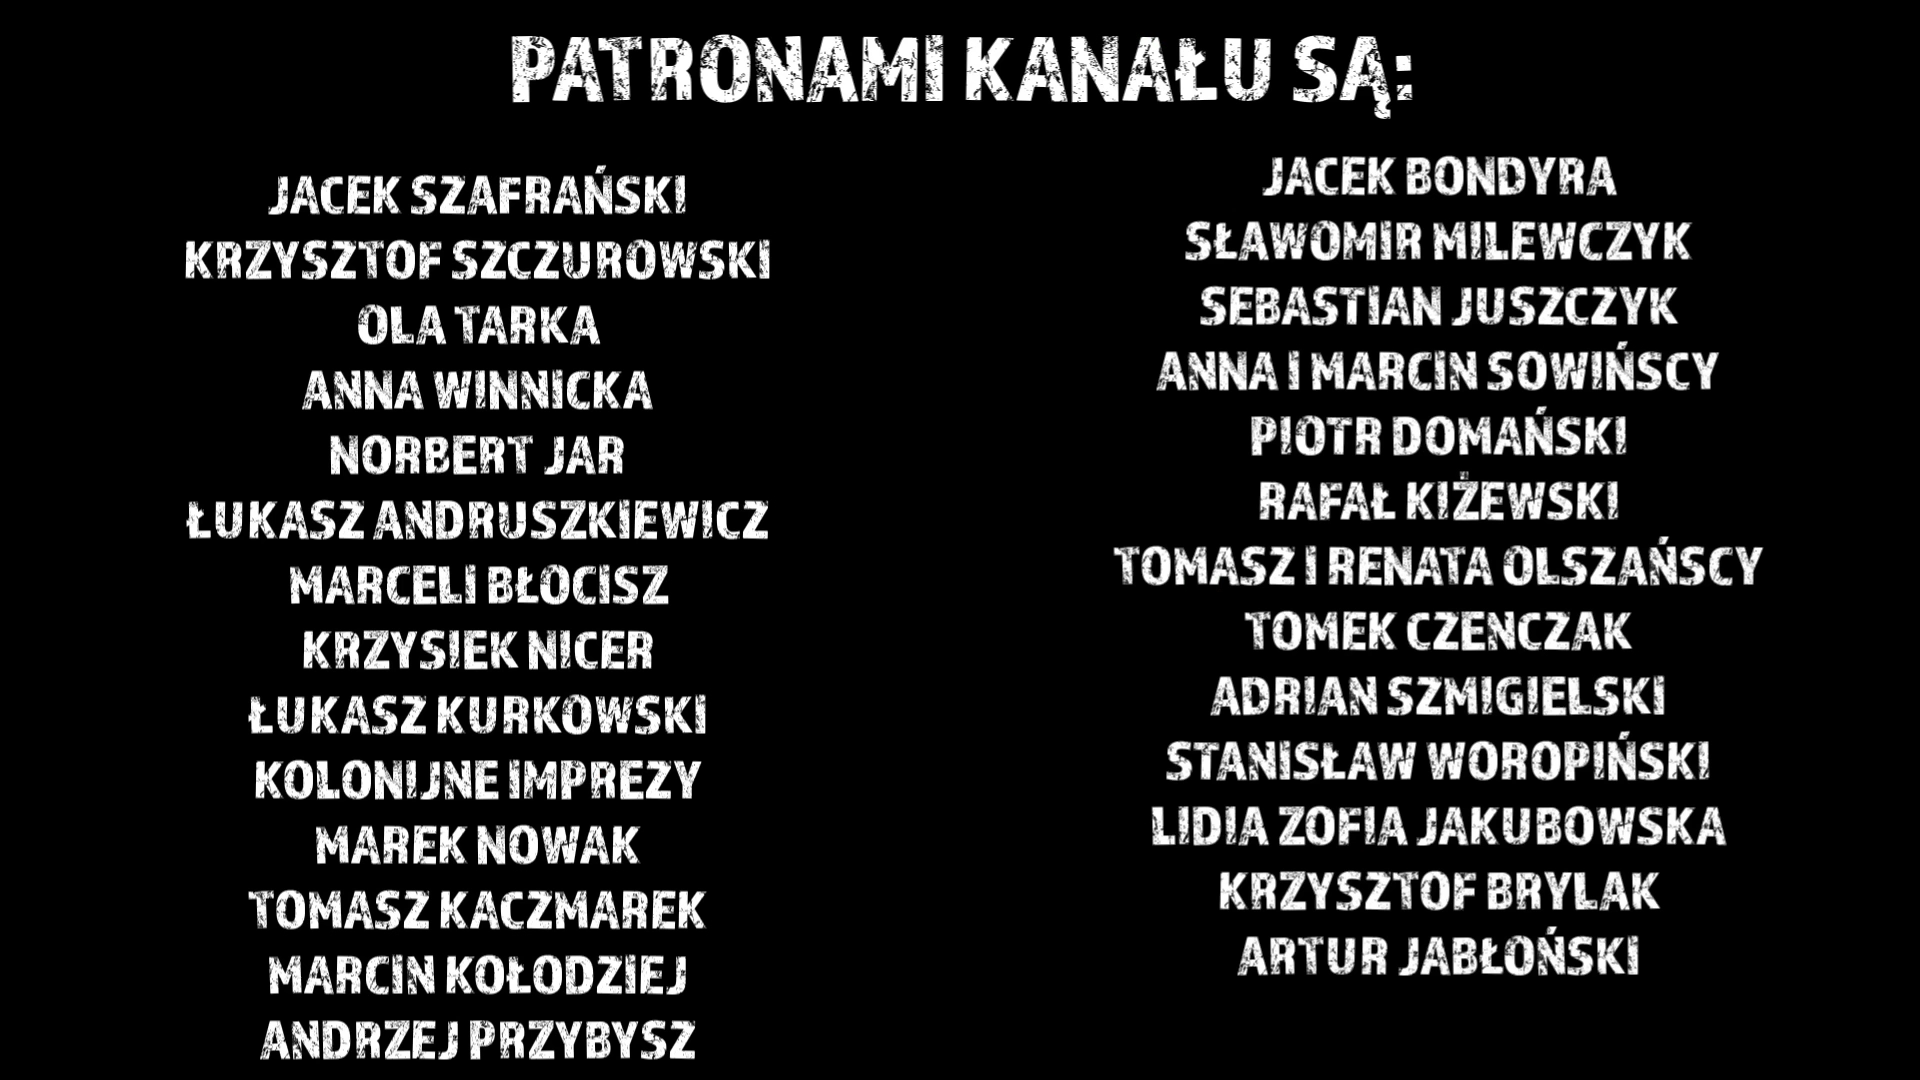 PATRONAMI KANAŁU SĄ:
JACEK SZAFRAŃSKI
KRZYSZTOF SZCZUROWSKI
OLA TARKA
ANNA WINNICKA
NORBERT JAR
ŁUKASZ ANDRUSZKIEWICZ
MARCELI BŁOCISZ
KRZYSIEK NICER
ŁUKASZ KURKOWSKI
KOLONIJNE IMPREZY
MAREK NOWAK
TOMASZ KACZMAREK
MARCIN KOŁODZIEJ
ANDRZEJ PRZYBYSZ
JACEK BONDYRA
SŁAWOMIR MILEWCZYK
SEBASTIAN JUSZCZYK
ANNA I MARCIN SOWIŃSCY
PIOTR DOMAŃSKI
RAFAŁ KIŻEWSKI
TOMASZ I RENATA OLSZAŃSCY
TOMEK CZENCZAK
ADRIAN SZMIGIELSKI
STANISŁAW WOROPIŃSKI
LIDIA ZOFIA JAKUBOWSKA
KRZYSZTOF BRYLAK
ARTUR JABŁOŃSKI